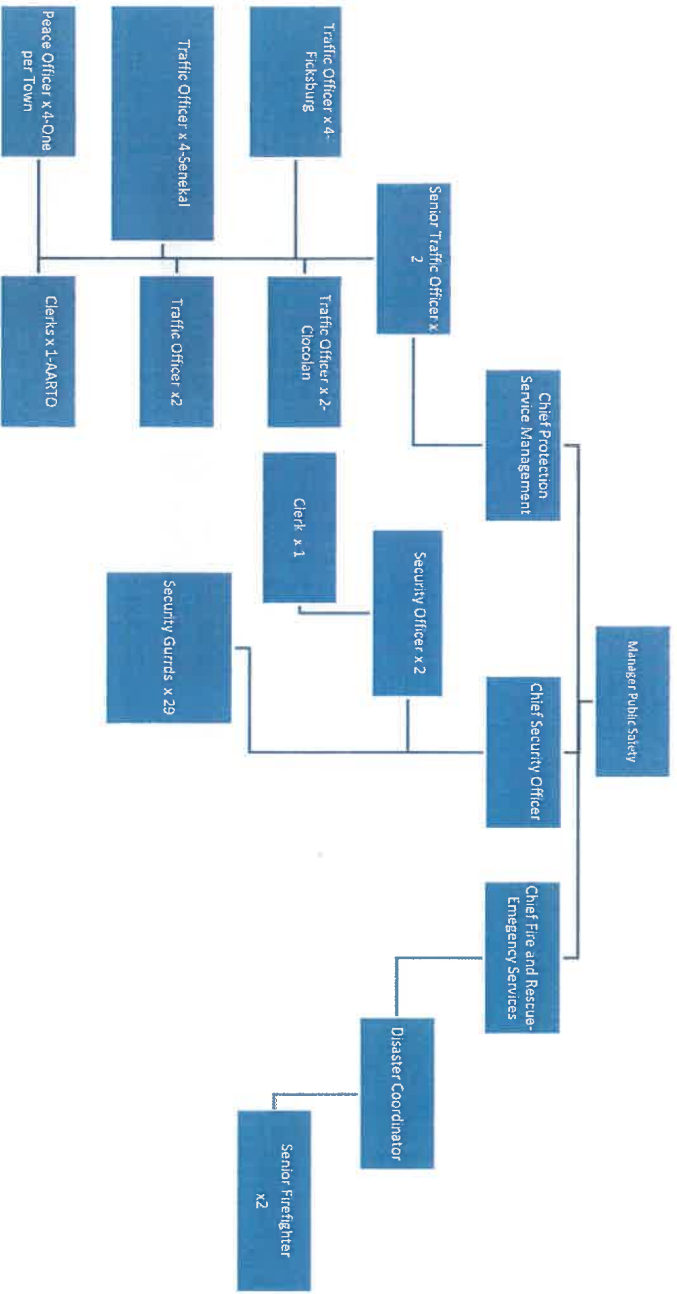 Manager Public Safety
Chief Protection
Service Management
Chief Security Officer
Chief Fire and Rescue-
Emegency Services
Senior Traffic Officer x
2
Security Officer x 2
Disaster Coordinator
Traffic Officer x 4-
Ficksburg
Traffic Officer x 2-
Clocolan
Clerk x 1
Senior Firefighter
x2
Traffic Officer x 4-Senekal
Traffic Officer x2
Security Gurrds x 29
Peace Officer x 4-One
per Town
Clerks x 1-AARTO